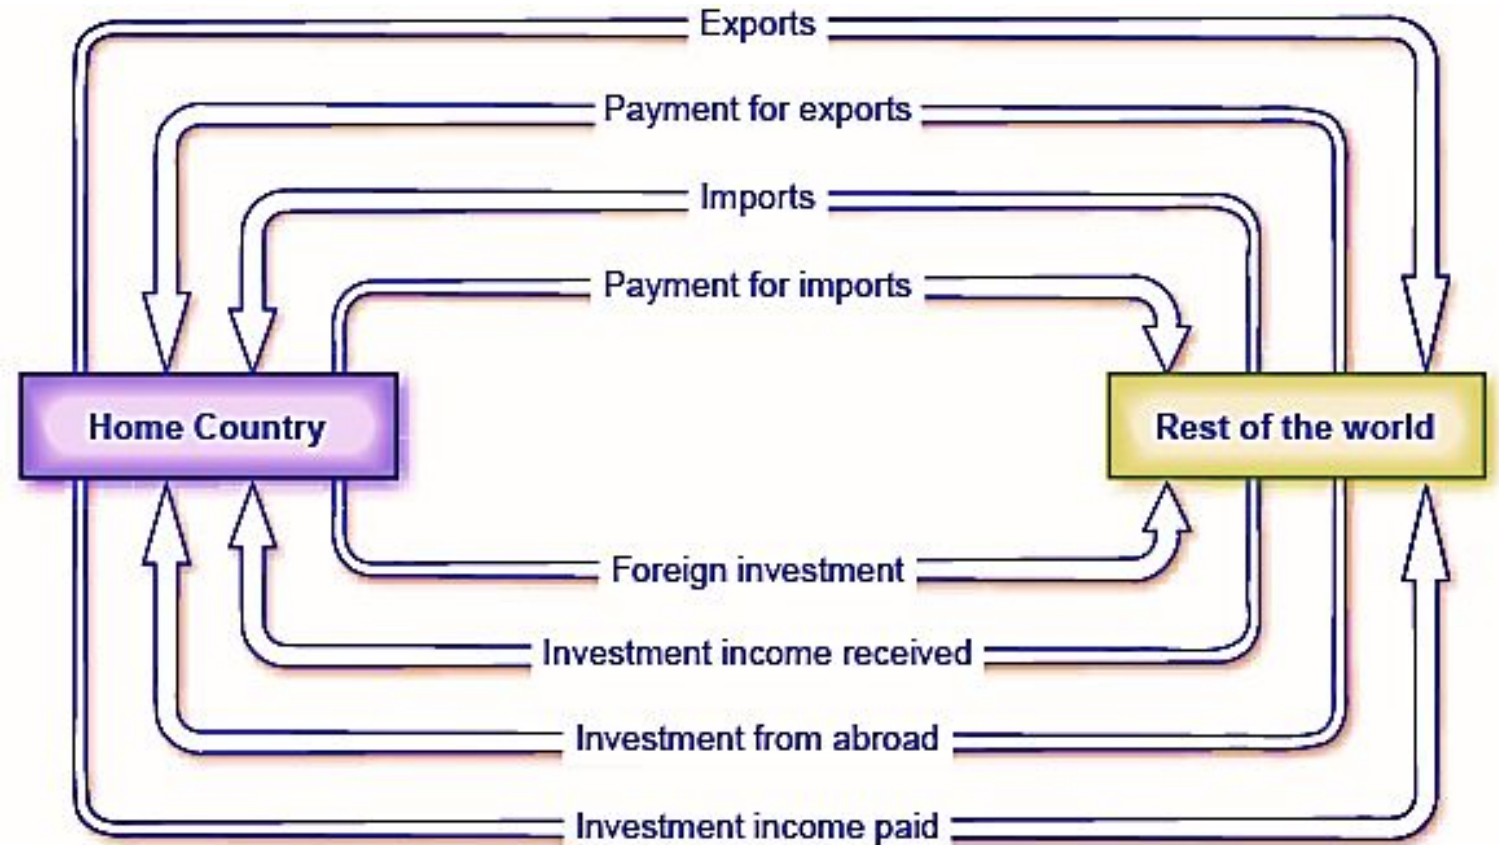 Exports
Payment for exports
Imports
Payment for imports
Home Country
Rest of the world
Foreign investment
Investment income received
Investment from abroad
Investment income paid